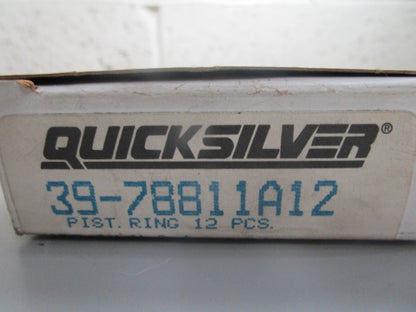 QUICKSILVER®
39-78811A12
PIST. RING 12 PCS.